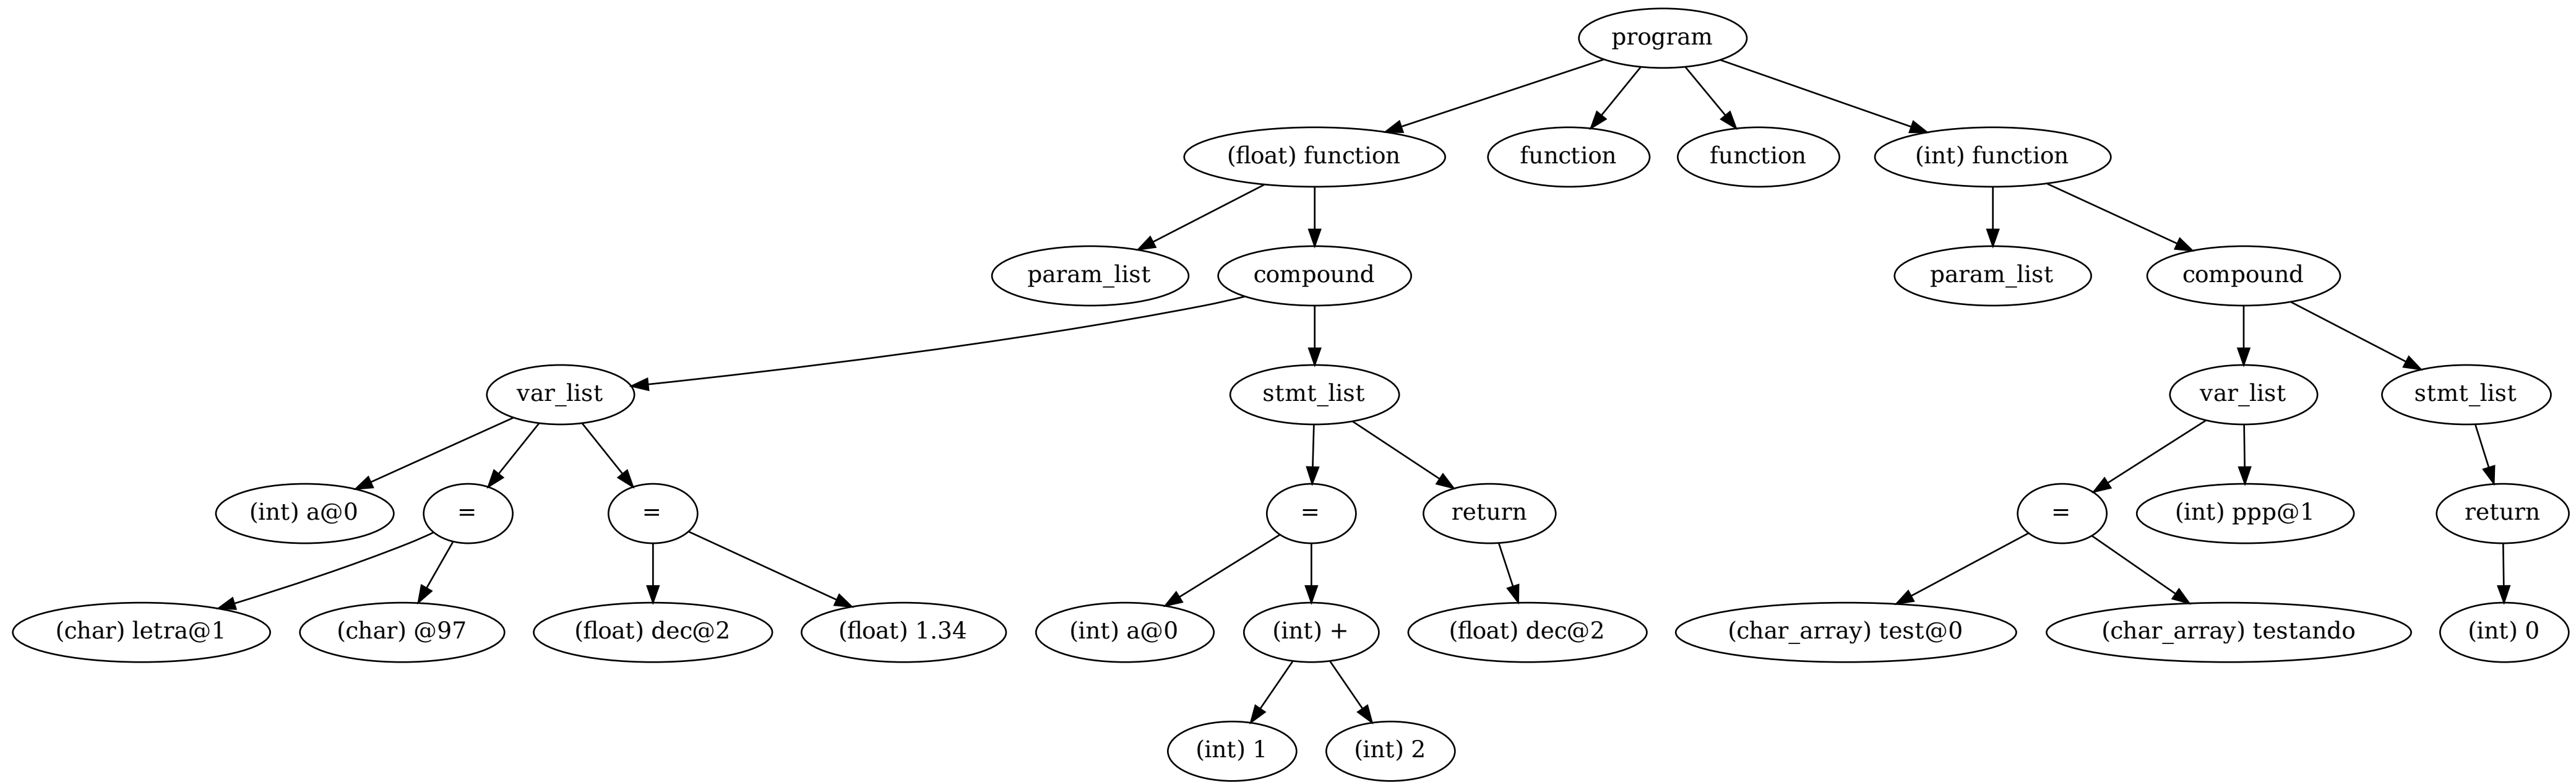 program
(float) function
function
function
(int) function
param_list
compound
param_list
compound
var_list
stmt_list
var_list
stmt_list
(int) a@0
=
=
=
return
=
(int) ppp@1
return
(char) letra@1
(char) @97
(float) dec@2
(float) 1.34
(int) a@0
(int) +
(float) dec@2
(char_array) test@0
(char_array) testando
(int) 0
(int) 1
(int) 2